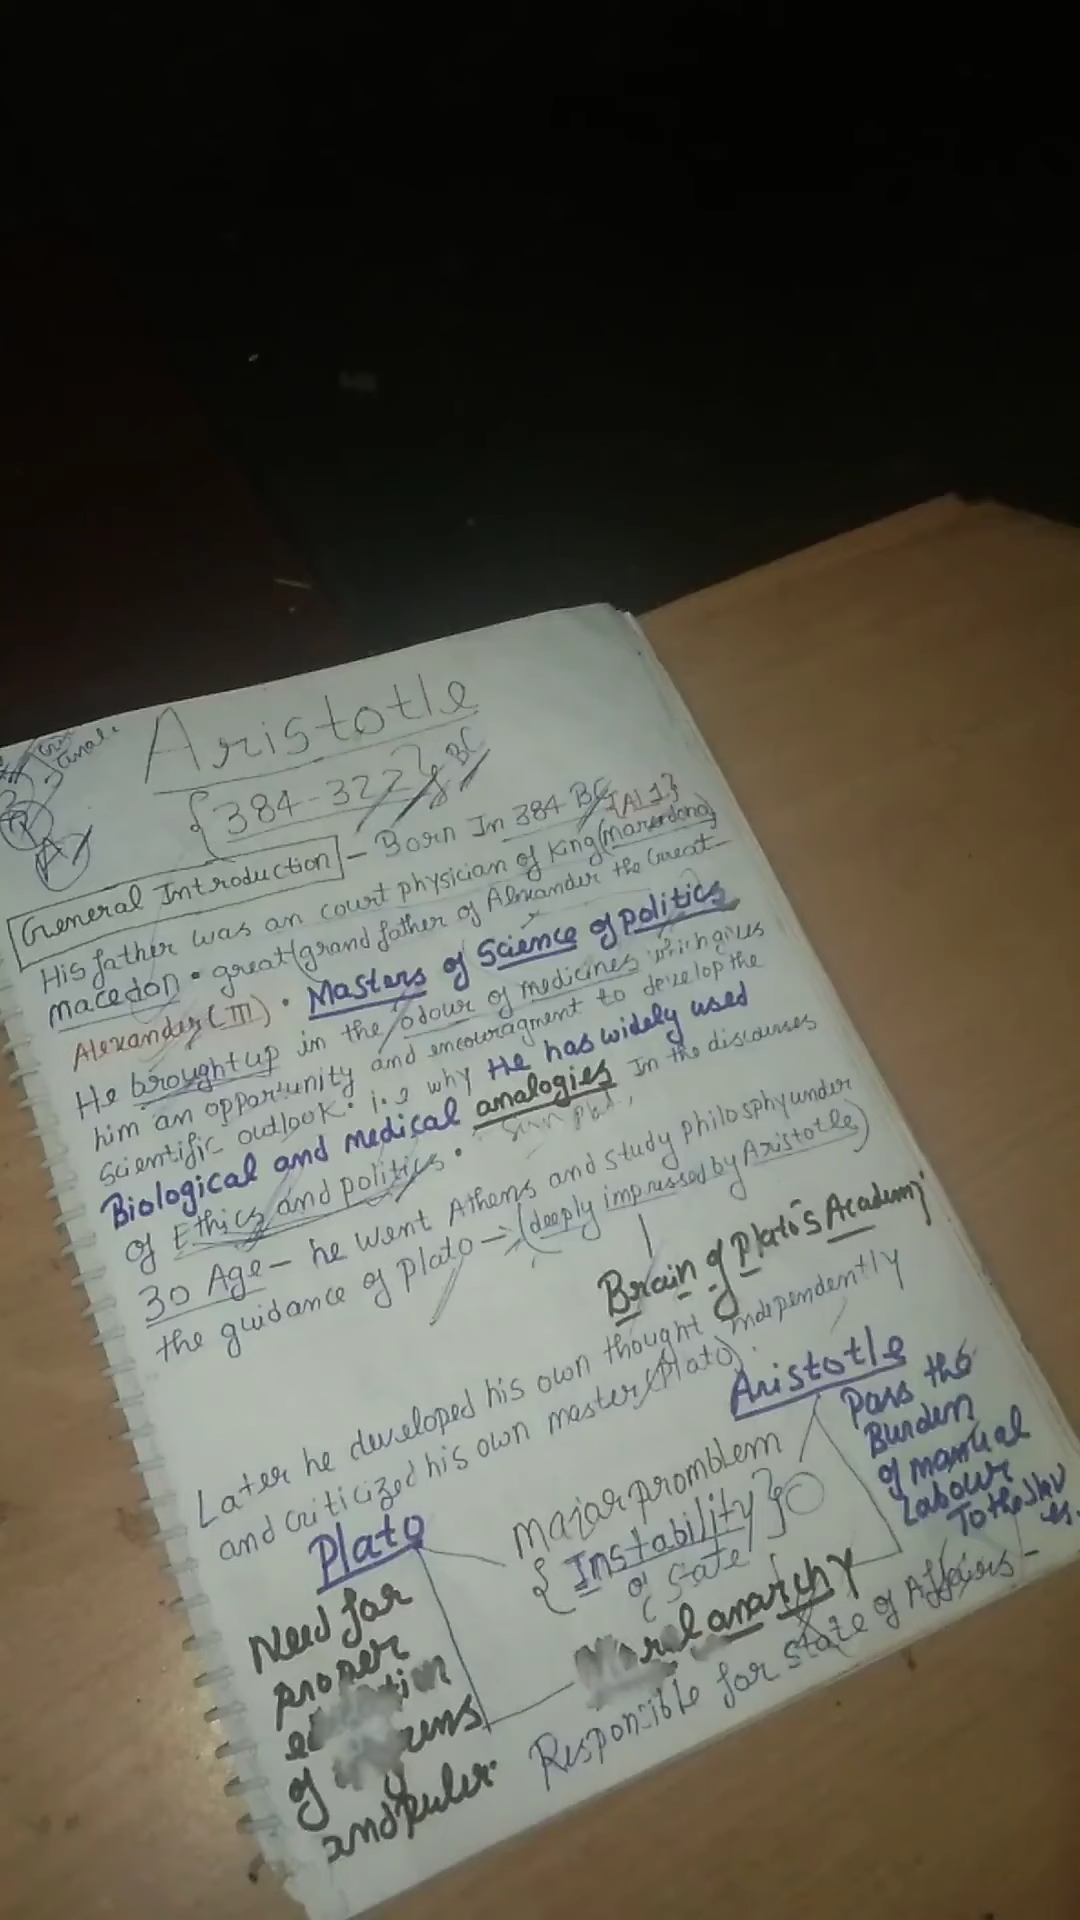 Aristotle
{384-322} BC
General Introduction - Born In 384 BC
His father was an court physician of King
macedon • great (grand father of Alexander the Great
Alexander (III) • Masters of Science of politics
He brought up in the odour of medicines which gives
him an opportunity and encouragment to develop the
Scientific outlook. i.e why He has widely used
Biological and medical analogies In the discourses
of Ethics and politics.
30 Age - he went Athens and study philosphy under
the guidance of plato - (deeply impressed by Aristotle)
Brain of Plato's Academy
Later he developed his own thought independently
and criticized his own master (Plato).
Aristotle
Pass the
Burden
of manual
Labour
To the
Plato
Need for
proper
of
and Ruler.
major promblem
{Instability}
of State
anarchy
Responsible for state of Affairs -